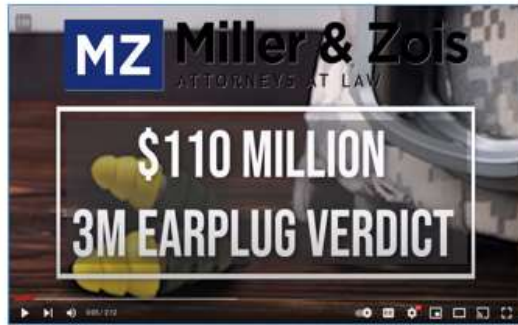 MZ Miller & Zois
ATTORNEYS AT LAW
$110 MILLION
3M EARPLUG VERDICT